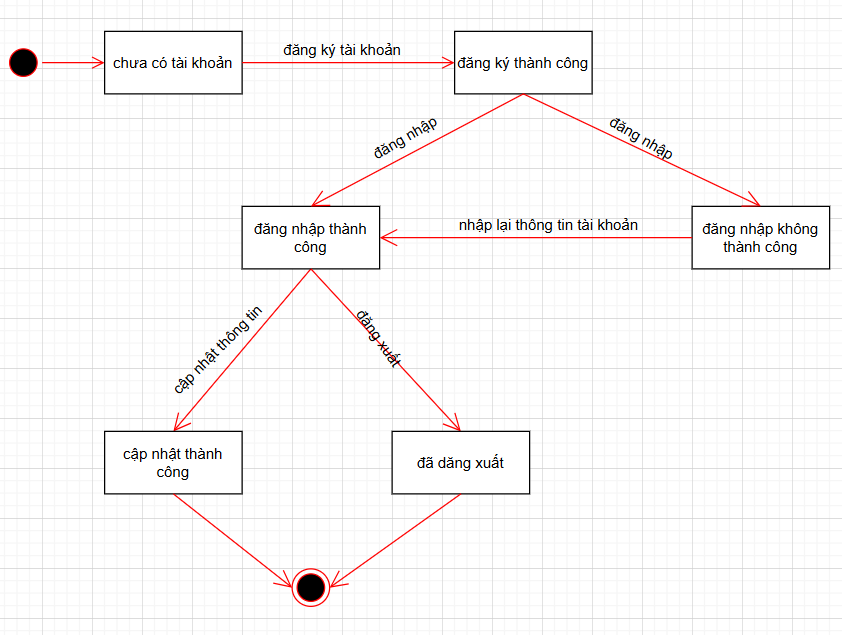 chưa có tài khoản
đăng ký tài khoản
đăng ký thành công
đăng nhập
đăng nhập
đăng nhập thành
công
nhập lại thông tin tài khoản
đăng nhập không
thành công
cập nhật thông tin
đăng xuất
cập nhật thành
công
đã dăng xuất